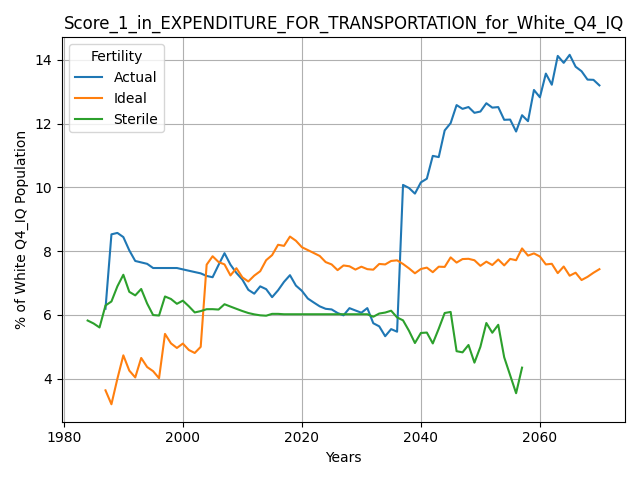 Score_1_in_EXPENDITURE_FOR_TRANSPORTATION_for_White_Q4_IQ
Fertility
Actual
Ideal
Sterile
% of White Q4_IQ Population
14
12
10
8
6
4
1980
2000
2020
2040
2060
Years